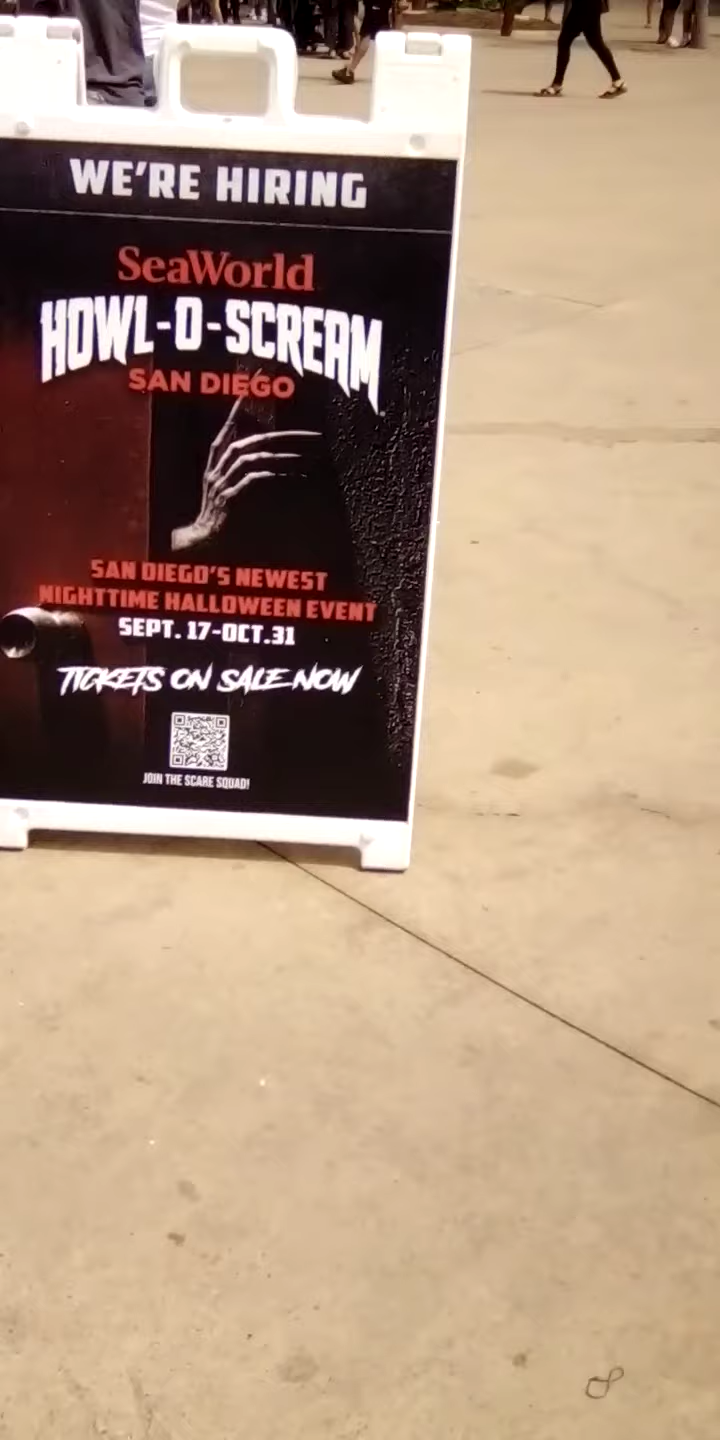 WE'RE HIRING
SeaWorld
HOWL-O-SCREAM
SAN DIEGO
SAN DIEGO'S NEWEST
NIGHTTIME HALLOWEEN EVENT
SEPT. 17-OCT.31
TICKETS ON SALE NOW
JOIN THE SCARE SQUAD!